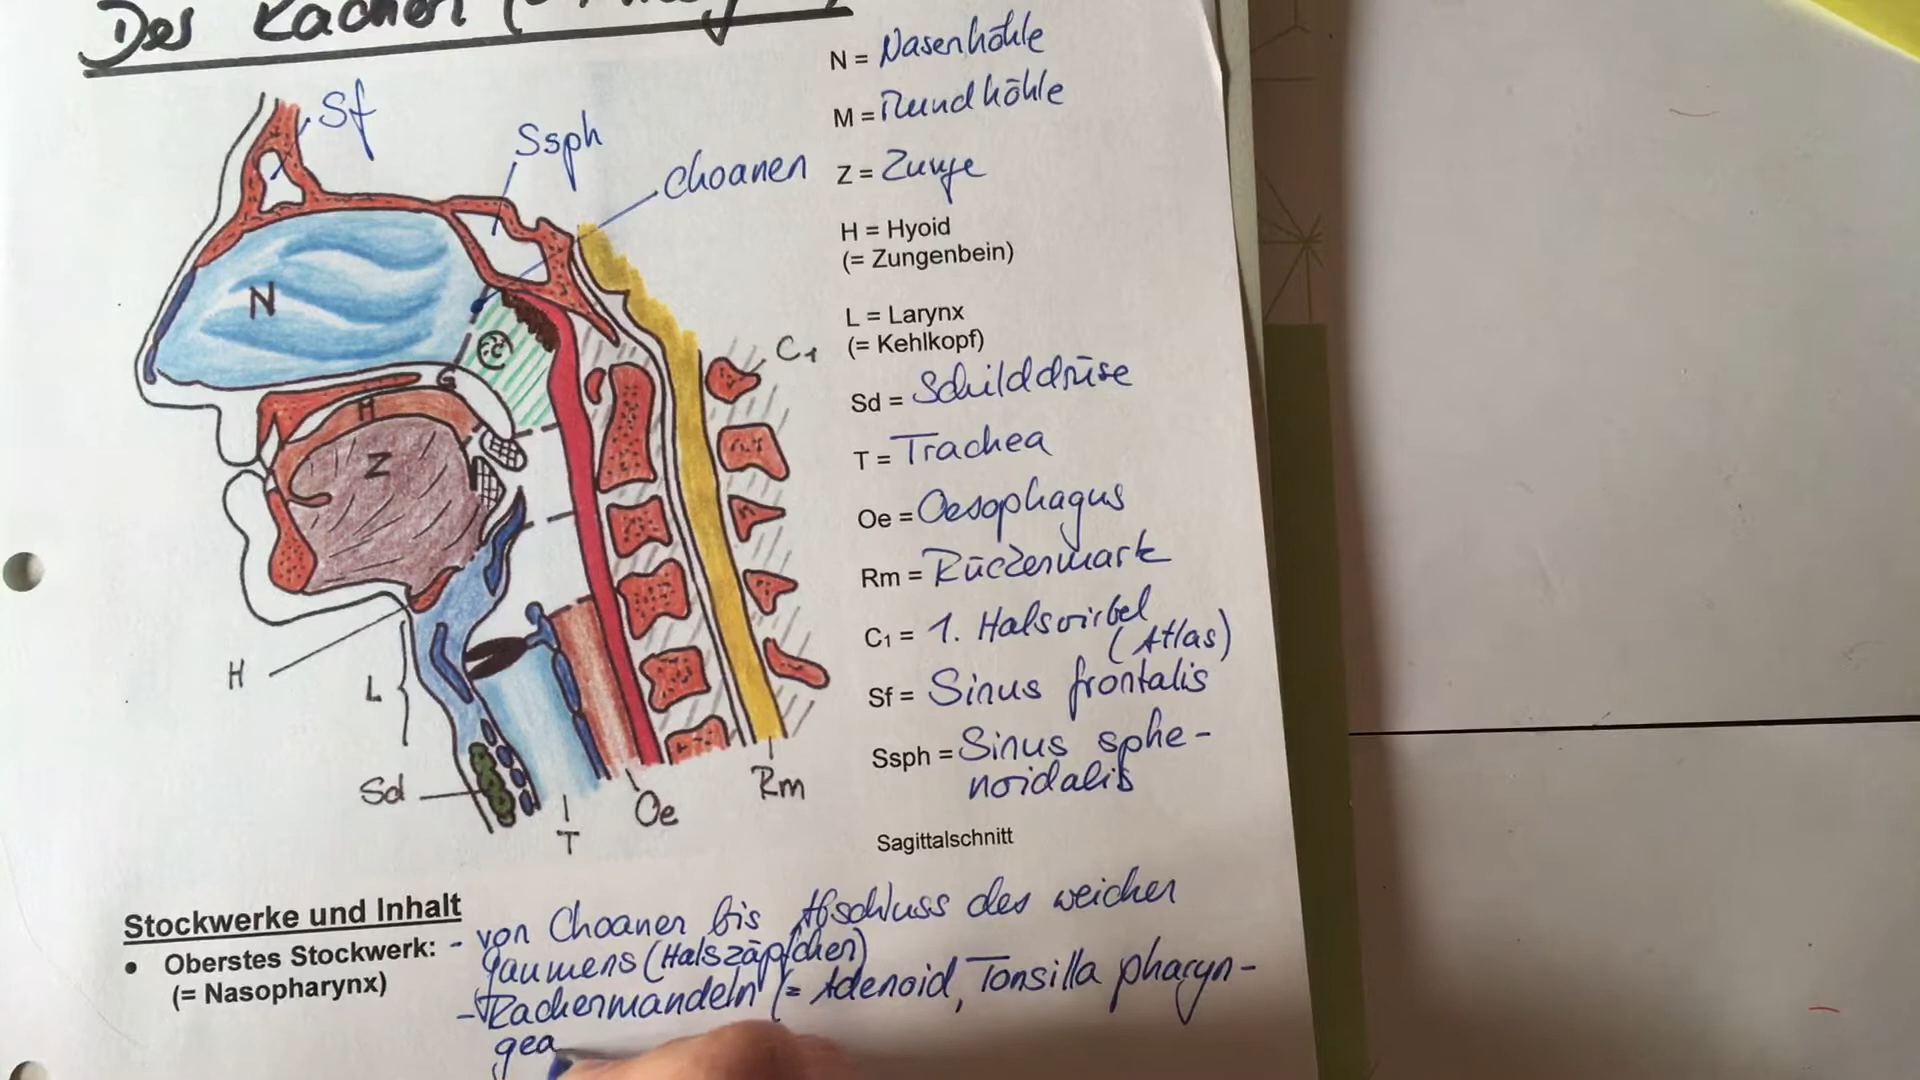 Der Rachen (
Sf
Ssph
Choanen
N
M
Z
G
C1
H
L
Sd
T
Oe
Rm
N = Nasenhöhle
M = Mundhöhle
Z = Zunge
H = Hyoid
(= Zungenbein)
L = Larynx
(= Kehlkopf)
Sd = Schilddrüse
T = Trachea
Oe = Oesophagus
Rm = Rückenmark
C1 = 1. Halswirbel
(Atlas)
Sf = Sinus frontalis
Ssph = Sinus sphe-
noidalis
Sagittalschnitt
Stockwerke und Inhalt
• Oberstes Stockwerk: - von Choanen bis Abschluss des weichen
(= Nasopharynx) Gaumens (Halszäpfchen)
- Rachenmandeln (= Adenoid, Tonsilla pharyn-
gea